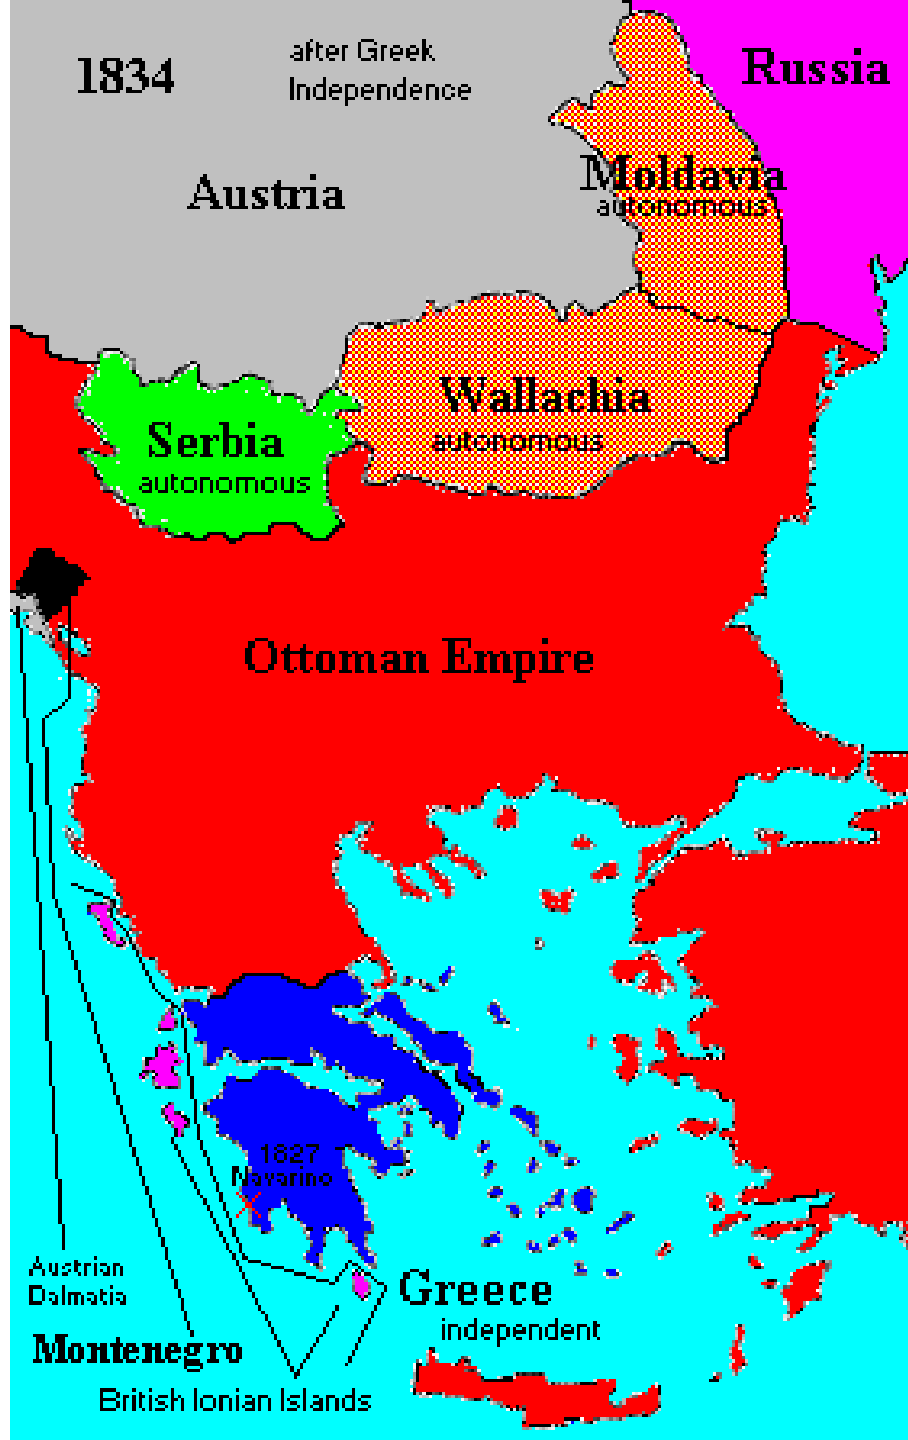 1834
after Greek
Independence
Russia
Austria
Moldavia
autonomous
Wallachia
autonomous
Serbia
autonomous
Ottoman Empire
1827
Navarino
Austrian
Dalmatia
Greece
independent
Montenegro
British Ionian Islands